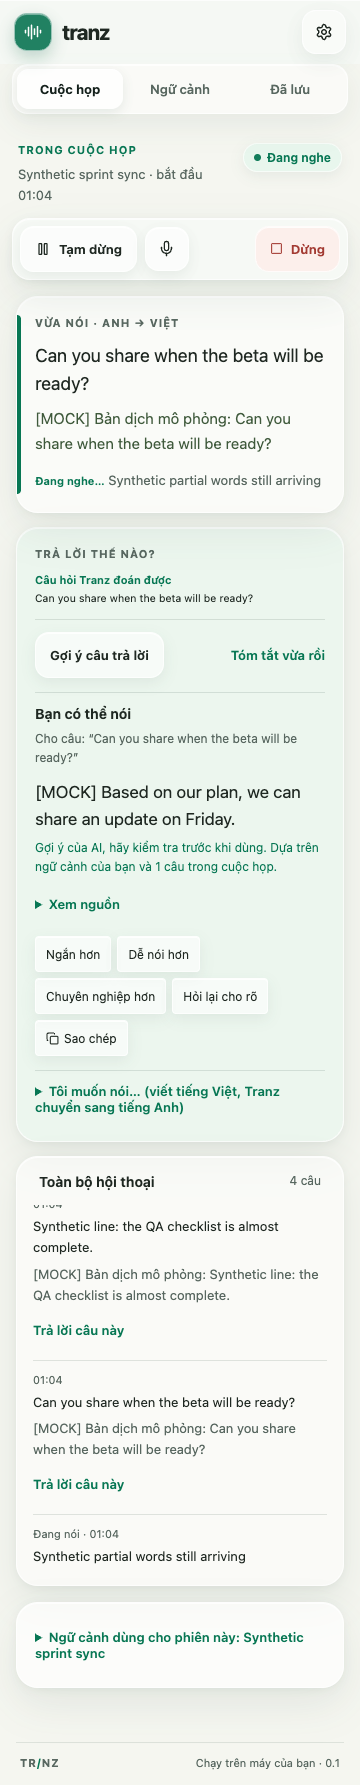 tranz
Cuộc họp
Ngữ cảnh
Đã lưu
TRONG CUỘC HỌP
Synthetic sprint sync · bắt đầu
01:04
Đang nghe
Tạm dừng
Dừng
VỪA NÓI · ANH → VIỆT
Can you share when the beta will be
ready?
[MOCK] Bản dịch mô phỏng: Can you
share when the beta will be ready?
Đang nghe... Synthetic partial words still arriving
TRẢ LỜI THẾ NÀO?
Câu hỏi Tranz đoán được
Can you share when the beta will be ready?
Gợi ý câu trả lời
Tóm tắt vừa rồi
Bạn có thể nói
Cho câu: “Can you share when the beta will be
ready?”
[MOCK] Based on our plan, we can
share an update on Friday.
Gợi ý của AI, hãy kiểm tra trước khi dùng. Dựa trên
ngữ cảnh của bạn và 1 câu trong cuộc họp.
Xem nguồn
Ngắn hơn
Dễ nói hơn
Chuyên nghiệp hơn
Hỏi lại cho rõ
Sao chép
Tôi muốn nói... (viết tiếng Việt, Tranz
chuyển sang tiếng Anh)
Toàn bộ hội thoại
4 câu
01:04
Synthetic line: the QA checklist is almost
complete.
[MOCK] Bản dịch mô phỏng: Synthetic line: the
QA checklist is almost complete.
Trả lời câu này
01:04
Can you share when the beta will be ready?
[MOCK] Bản dịch mô phỏng: Can you share
when the beta will be ready?
Trả lời câu này
Đang nói · 01:04
Synthetic partial words still arriving
Ngữ cảnh dùng cho phiên này: Synthetic
sprint sync
TR/NZ
Chạy trên máy của bạn · 0.1